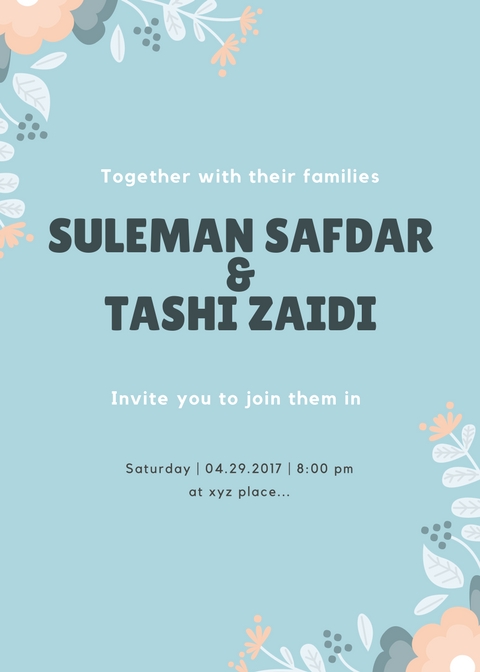 Together with their families
SULEMAN SAFDAR
&
TASHI ZAIDI
Invite you to join them in
Saturday | 04.29.2017 | 8:00 pm
at xyz place...